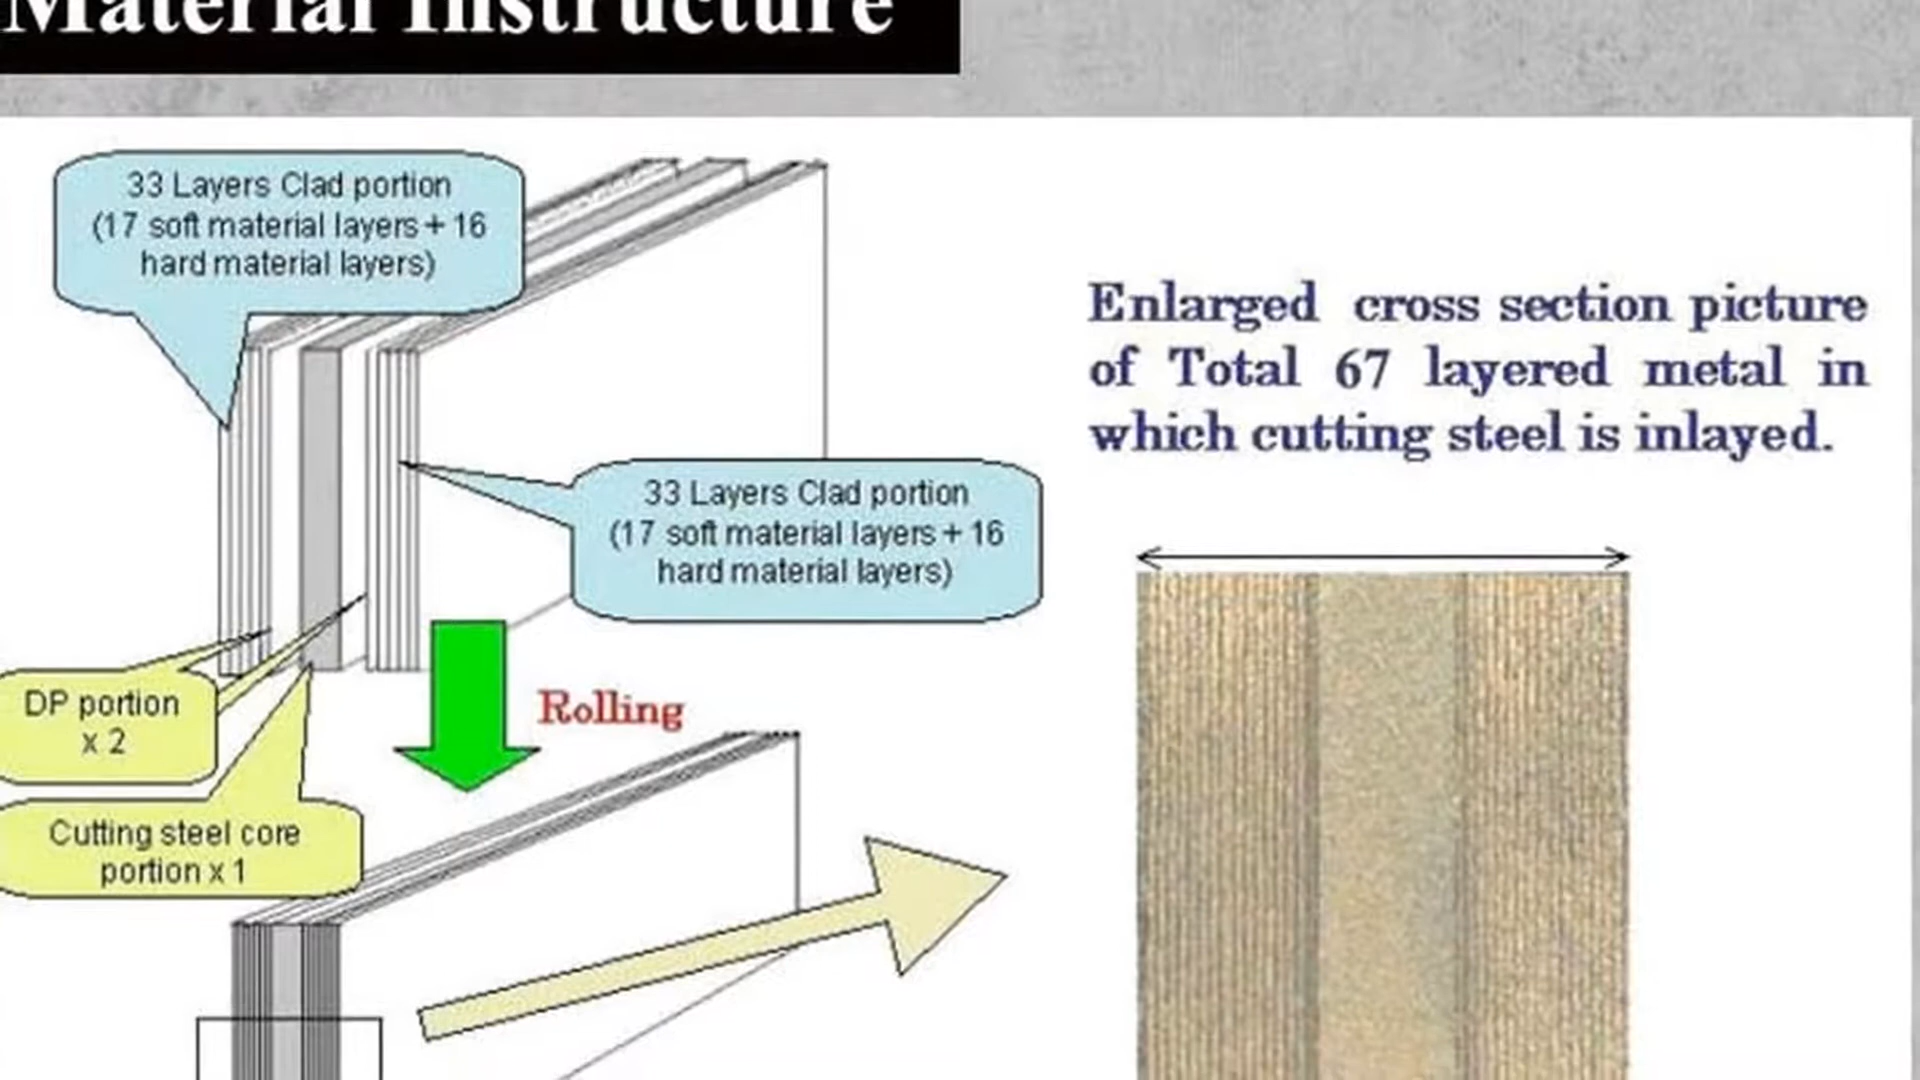 Material Instructure
33 Layers Clad portion
(17 soft material layers + 16
hard material layers)
Enlarged cross section picture
of Total 67 layered metal in
which cutting steel is inlayed.
33 Layers Clad portion
(17 soft material layers + 16
hard material layers)
DP portion
x 2
Rolling
Cutting steel core
portion x 1